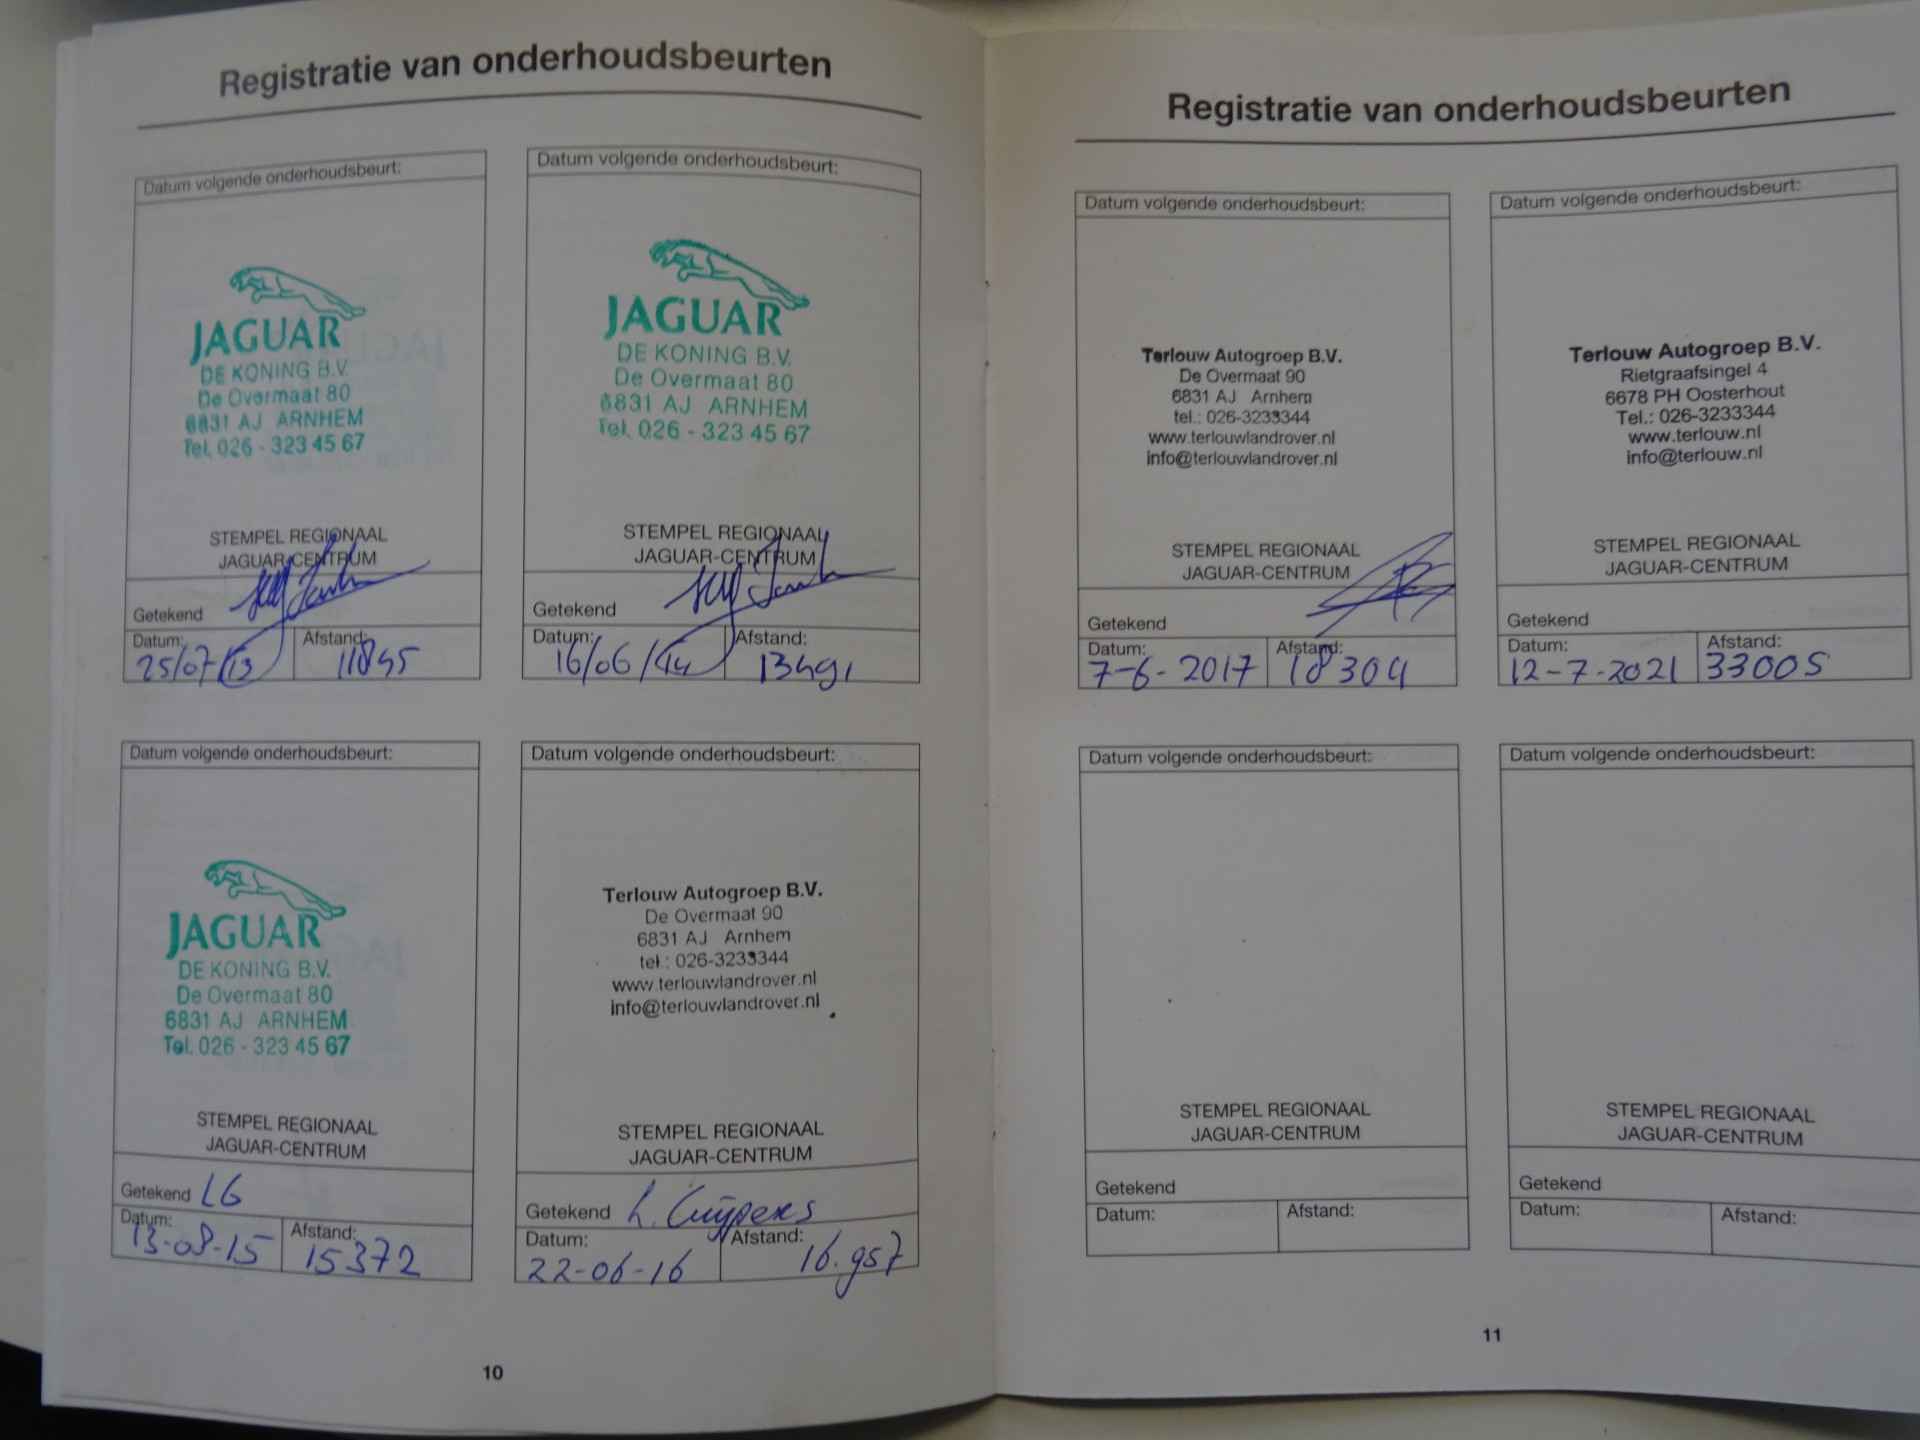 Registratie van onderhoudsbeurten
Datum volgende onderhoudsbeurt:
JAGUAR
DE KONING B.V.
De Overmaat 80
6831 AJ ARNHEM
Tel. 026 - 323 45 67
STEMPEL REGIONAAL
JAGUAR-CENTRUM
Getekend
Datum:
25/07/13
Afstand:
11845
Datum volgende onderhoudsbeurt:
JAGUAR
DE KONING B.V.
De Overmaat 80
6831 AJ ARNHEM
Tel. 026 - 323 45 67
STEMPEL REGIONAAL
JAGUAR-CENTRUM
Getekend
Datum:
16/06/14
Afstand:
13491
Datum volgende onderhoudsbeurt:
JAGUAR
DE KONING B.V.
De Overmaat 80
6831 AJ ARNHEM
Tel. 026 - 323 45 67
STEMPEL REGIONAAL
JAGUAR-CENTRUM
Getekend LG
Datum:
13-08-15
Afstand:
15372
Datum volgende onderhoudsbeurt:
Terlouw Autogroep B.V.
De Overmaat 90
6831 AJ Arnhem
tel.: 026-3233344
www.terlouwlandrover.nl
info@terlouwlandrover.nl
STEMPEL REGIONAAL
JAGUAR-CENTRUM
Getekend L. Cuypers
Datum:
22-06-16
Afstand:
16.957
10
Registratie van onderhoudsbeurten
Datum volgende onderhoudsbeurt:
Terlouw Autogroep B.V.
De Overmaat 90
6831 AJ Arnhem
tel.: 026-3233344
www.terlouwlandrover.nl
info@terlouwlandrover.nl
STEMPEL REGIONAAL
JAGUAR-CENTRUM
Getekend
Datum:
7-6-2017
Afstand:
18304
Datum volgende onderhoudsbeurt:
Terlouw Autogroep B.V.
Rietgraafsingel 4
6678 PH Oosterhout
Tel.: 026-3233344
www.terlouw.nl
info@terlouw.nl
STEMPEL REGIONAAL
JAGUAR-CENTRUM
Getekend
Datum:
12-7-2021
Afstand:
33005
Datum volgende onderhoudsbeurt:
STEMPEL REGIONAAL
JAGUAR-CENTRUM
Getekend
Datum:
Afstand:
Datum volgende onderhoudsbeurt:
STEMPEL REGIONAAL
JAGUAR-CENTRUM
Getekend
Datum:
Afstand:
11